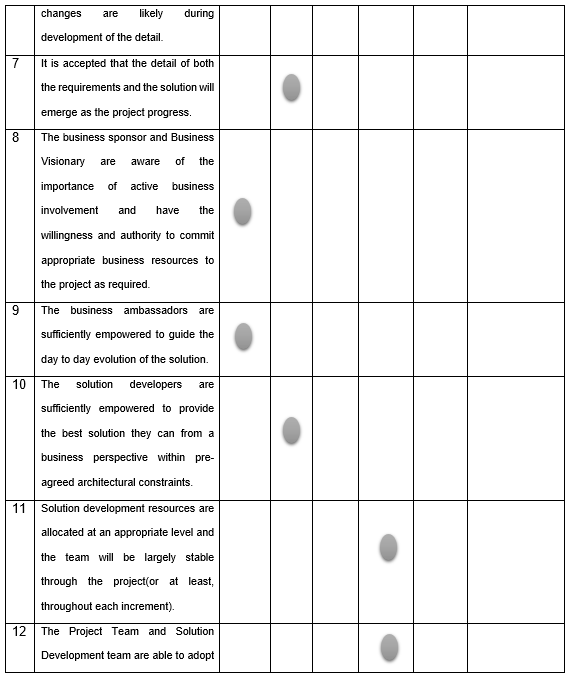 changes are likely during
development of the detail.
7 It is accepted that the detail of both
the requirements and the solution will
emerge as the project progress.
8 The business sponsor and Business
Visionary are aware of the
importance of active business
involvement and have the
willingness and authority to commit
appropriate business resources to
the project as required.
9 The business ambassadors are
sufficiently empowered to guide the
day to day evolution of the solution.
10 The solution developers are
sufficiently empowered to provide
the best solution they can from a
business perspective within pre-
agreed architectural constraints.
11 Solution development resources are
allocated at an appropriate level and
the team will be largely stable
through the project(or at least,
throughout each increment).
12 The Project Team and Solution
Development team are able to adopt